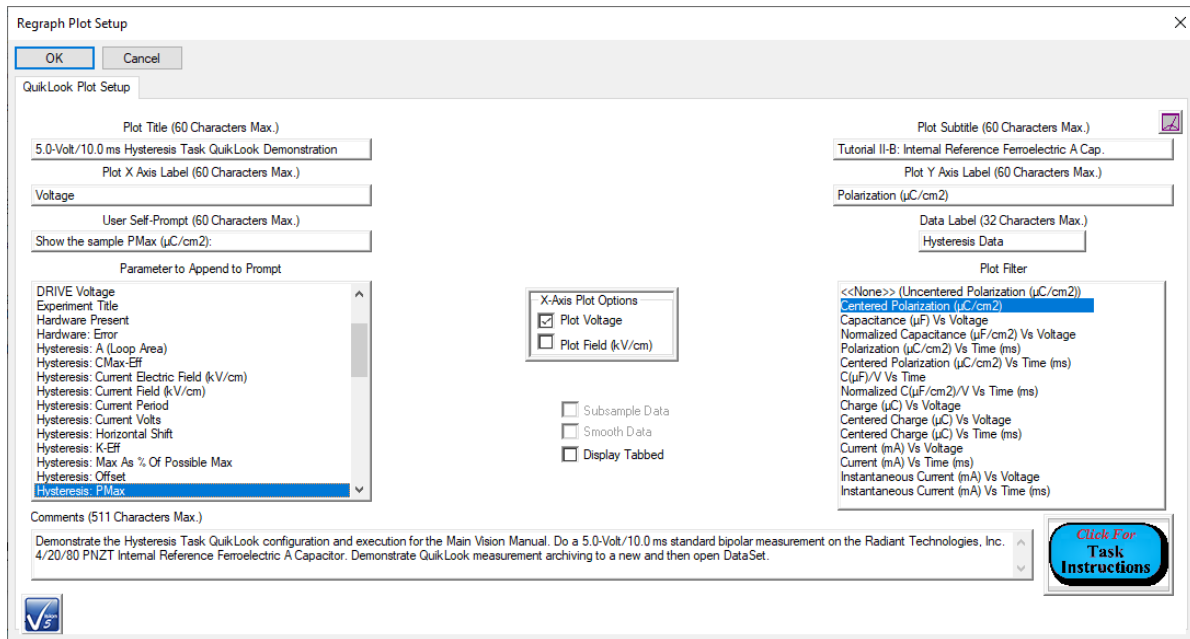 Regraph Plot Setup
OK
Cancel
QuikLook Plot Setup
Plot Title (60 Characters Max.)
5.0-Volt/10.0 ms Hysteresis Task QuikLook Demonstration
Plot Subtitle (60 Characters Max.)
Tutorial II-B: Internal Reference Ferroelectric A Cap.
Plot X Axis Label (60 Characters Max.)
Voltage
Plot Y Axis Label (60 Characters Max.)
Polarization (µC/cm2)
User Self-Prompt (60 Characters Max.)
Show the sample PMax (µC/cm2):
Data Label (32 Characters Max.)
Hysteresis Data
Parameter to Append to Prompt
DRIVE Voltage
Experiment Title
Hardware Present
Hardware: Error
Hysteresis: A (Loop Area)
Hysteresis: CMax-Eff
Hysteresis: Current Electric Field (kV/cm)
Hysteresis: Current Field (kV/cm)
Hysteresis: Current Period
Hysteresis: Current Volts
Hysteresis: Horizontal Shift
Hysteresis: K-Eff
Hysteresis: Max As % Of Possible Max
Hysteresis: Offset
Hysteresis: PMax
X-Axis Plot Options
Plot Voltage
Plot Field (kV/cm)
Subsample Data
Smooth Data
Display Tabbed
Plot Filter
<<None>> (Uncentered Polarization (µC/cm2))
Centered Polarization (µC/cm2)
Capacitance (µF) Vs Voltage
Normalized Capacitance (µF/cm2) Vs Voltage
Polarization (µC/cm2) Vs Time (ms)
Centered Polarization (µC/cm2) Vs Time (ms)
C(µF)/V Vs Time
Normalized C(µF/cm2)/V Vs Time (ms)
Charge (µC) Vs Voltage
Centered Charge (µC) Vs Voltage
Centered Charge (µC) Vs Time (ms)
Current (mA) Vs Voltage
Current (mA) Vs Time (ms)
Instantaneous Current (mA) Vs Voltage
Instantaneous Current (mA) Vs Time (ms)
Comments (511 Characters Max.)
Demonstrate the Hysteresis Task QuikLook configuration and execution for the Main Vision Manual. Do a 5.0-Volt/10.0 ms standard bipolar measurement on the Radiant Technologies, Inc.
4/20/80 PNZT Internal Reference Ferroelectric A Capacitor. Demonstrate QuikLook measurement archiving to a new and then open DataSet.
Click For
Task
Instructions